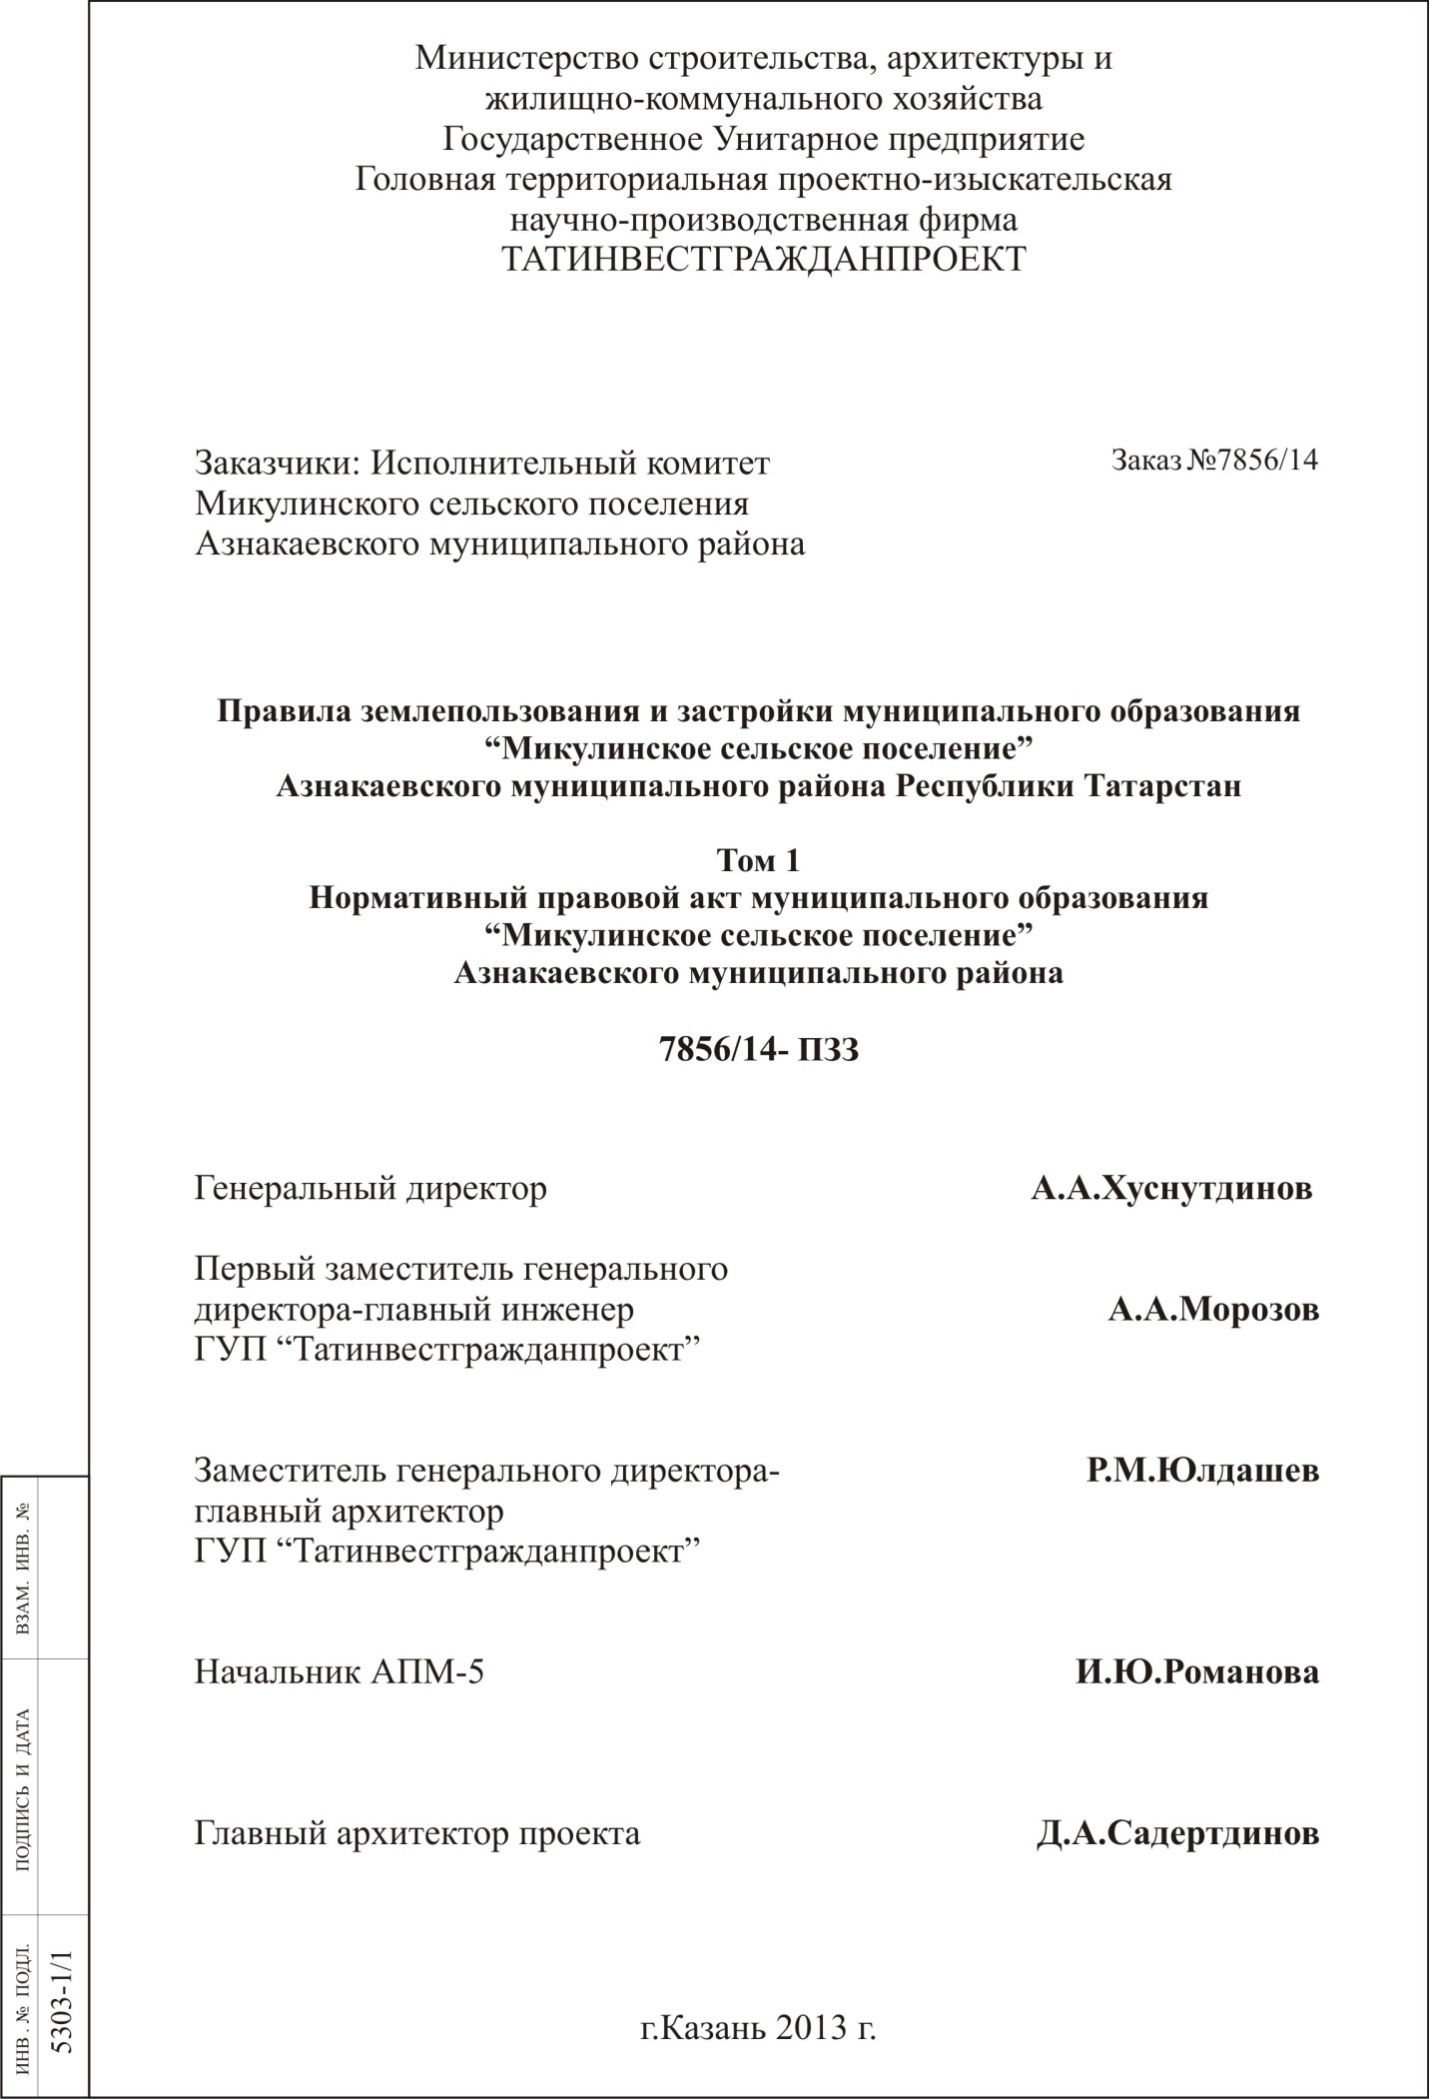 Министерство строительства, архитектуры и
жилищно-коммунального хозяйства
Государственное Унитарное предприятие
Головная территориальная проектно-изыскательская
научно-производственная фирма
ТАТИНВЕСТГРАЖДАНПРОЕКТ
Заказчики: Исполнительный комитет
Микулинского сельского поселения
Азнакаевского муниципального района
Заказ №7856/14
Правила землепользования и застройки муниципального образования
“Микулинское сельское поселение”
Азнакаевского муниципального района Республики Татарстан
Том 1
Нормативный правовой акт муниципального образования
“Микулинское сельское поселение”
Азнакаевского муниципального района
7856/14- ПЗЗ
Генеральный директор А.А.Хуснутдинов
Первый заместитель генерального
директора-главный инженер А.А.Морозов
ГУП “Татинвестгражданпроект”
Заместитель генерального директора- Р.М.Юлдашев
главный архитектор
ГУП “Татинвестгражданпроект”
Начальник АПМ-5 И.Ю.Романова
Главный архитектор проекта Д.А.Садертдинов
г.Казань 2013 г.
ВЗАМ. ИНВ. №
ПОДПИСЬ И ДАТА
ИНВ. № ПОДЛ.
5303-1/1